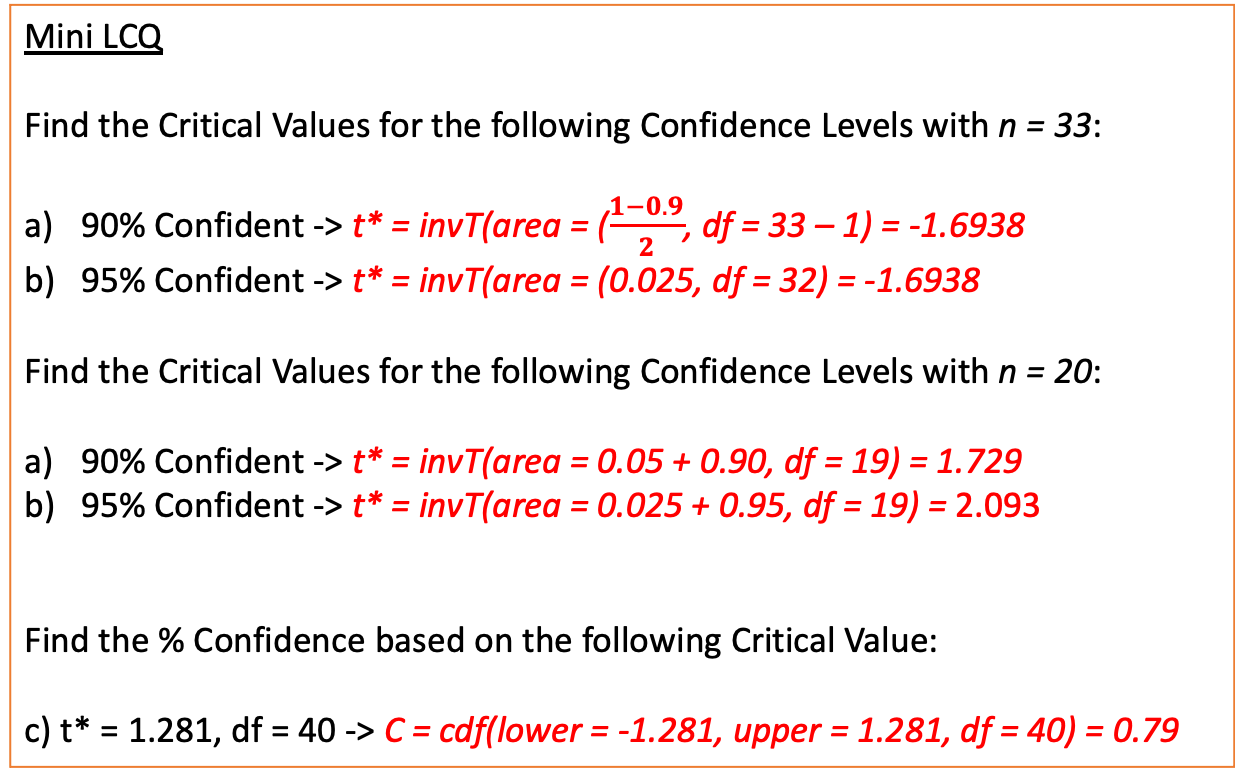 Mini LCQ
Find the Critical Values for the following Confidence Levels with n = 33:
a) 90% Confident -> t* = invT(area = (1−0.9/2, df = 33 – 1) = -1.6938
b) 95% Confident -> t* = invT(area = (0.025, df = 32) = -1.6938
Find the Critical Values for the following Confidence Levels with n = 20:
a) 90% Confident -> t* = invT(area = 0.05 + 0.90, df = 19) = 1.729
b) 95% Confident -> t* = invT(area = 0.025 + 0.95, df = 19) = 2.093
Find the % Confidence based on the following Critical Value:
c) t* = 1.281, df = 40 -> C = cdf(lower = -1.281, upper = 1.281, df = 40) = 0.79